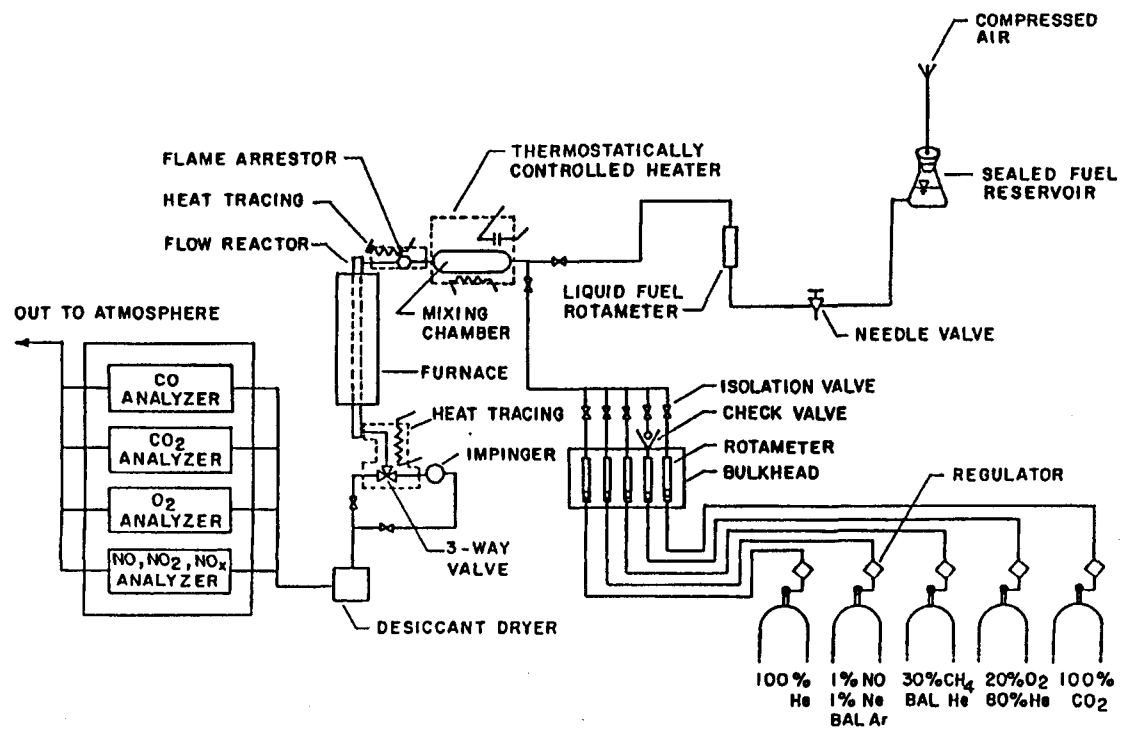 COMPRESSED
AIR
THERMOSTATICALLY
CONTROLLED HEATER
FLAME ARRESTOR
SEALED FUEL
RESERVOIR
HEAT TRACING
FLOW REACTOR
LIQUID FUEL
ROTAMETER
MIXING
CHAMBER
OUT TO ATMOSPHERE
NEEDLE VALVE
FURNACE
ISOLATION VALVE
CO
ANALYZER
HEAT TRACING
CHECK VALVE
CO2
ANALYZER
IMPINGER
ROTAMETER
BULKHEAD
REGULATOR
O2
ANALYZER
3-WAY
VALVE
NO, NO2, NOx
ANALYZER
DESICCANT DRYER
100%
He
1% NO
1% Ne
BAL Ar
30%CH4
BAL He
20%O2
80%He
100%
CO2